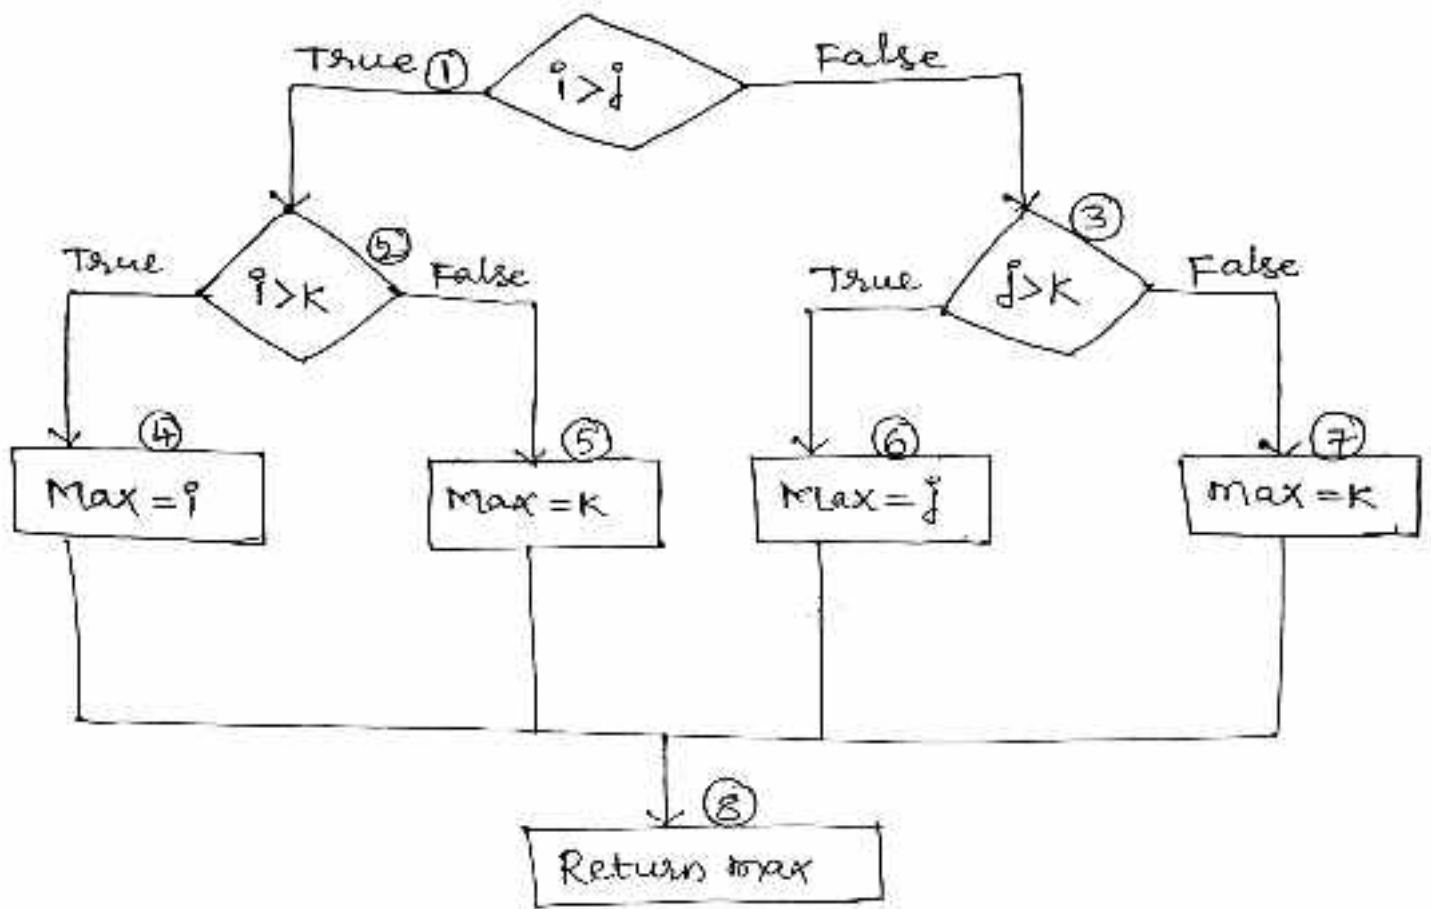 True ① i>j False
② ③
True i>K False True j>K False
④ ⑤ ⑥ ⑦
Max = i Max = K Max = j max = K
⑧
Return max